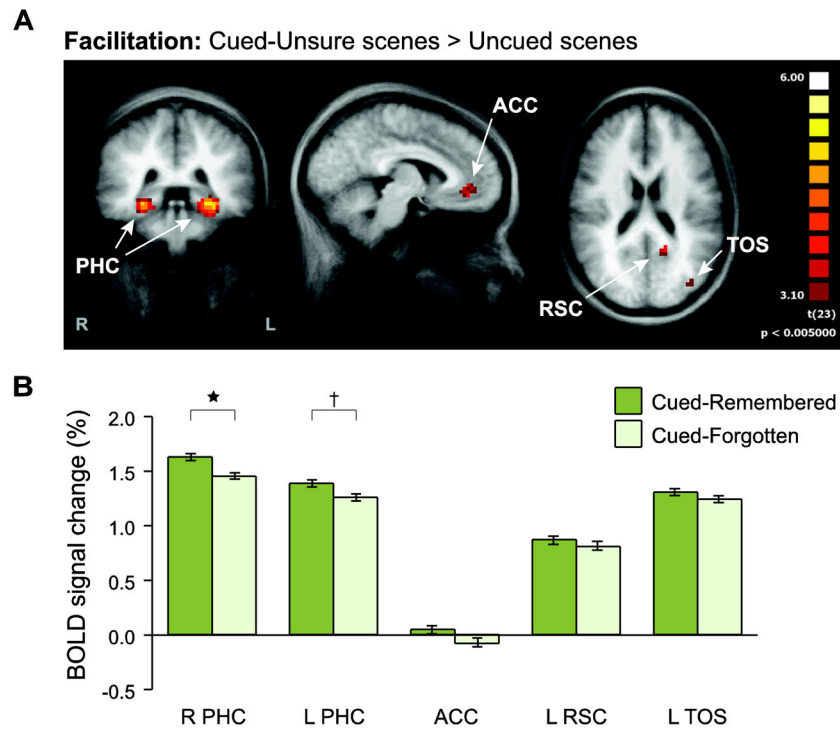 A
Facilitation: Cued-Unsure scenes > Uncued scenes
ACC
PHC
RSC
TOS
R
L
6.00
3.10
t(23)
p < 0.005000
B
BOLD signal change (%)
2.0
1.5
1.0
0.5
0.0
-0.5
★
†
Cued-Remembered
Cued-Forgotten
R PHC L PHC ACC L RSC L TOS